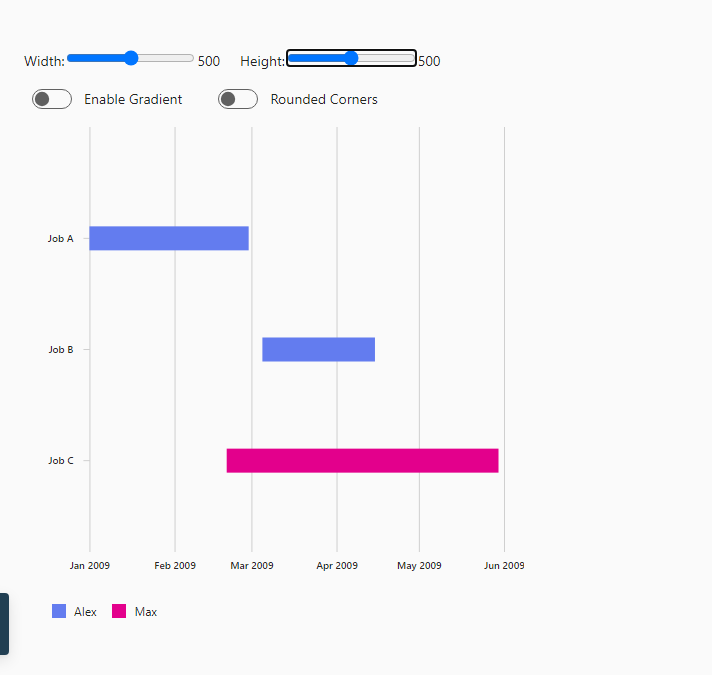 Width: 500 Height: 500
Enable Gradient Rounded Corners
Job A
Job B
Job C
Jan 2009 Feb 2009 Mar 2009 Apr 2009 May 2009 Jun 2009
Alex Max